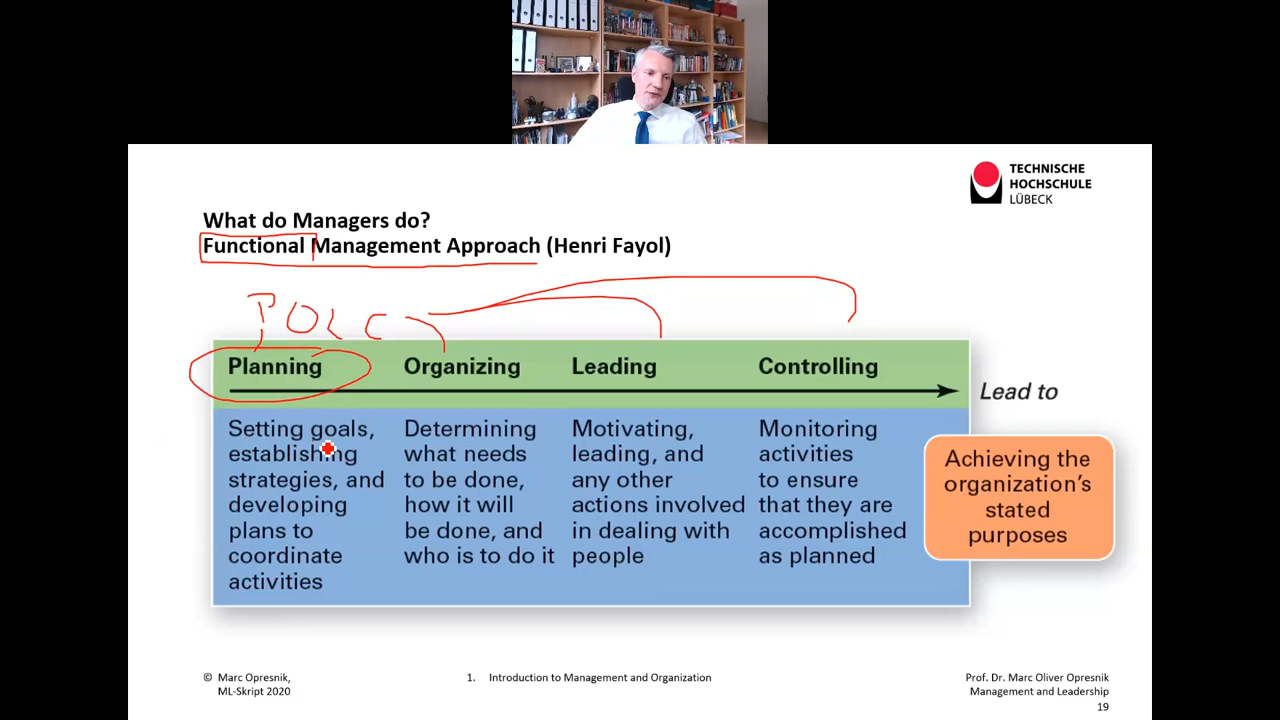 TECHNISCHE
HOCHSCHULE
LÜBECK
What do Managers do?
Functional Management Approach (Henri Fayol)
POLC
Planning
Organizing
Leading
Controlling
Lead to
Setting goals,
establishing
strategies, and
developing
plans to
coordinate
activities
Determining
what needs
to be done,
how it will
be done, and
who is to do it
Motivating,
leading, and
any other
actions involved
in dealing with
people
Monitoring
activities
to ensure
that they are
accomplished
as planned
Achieving the
organization's
stated
purposes
© Marc Opresnik,
ML-Skript 2020
1. Introduction to Management and Organization
Prof. Dr. Marc Oliver Opresnik
Management and Leadership
19